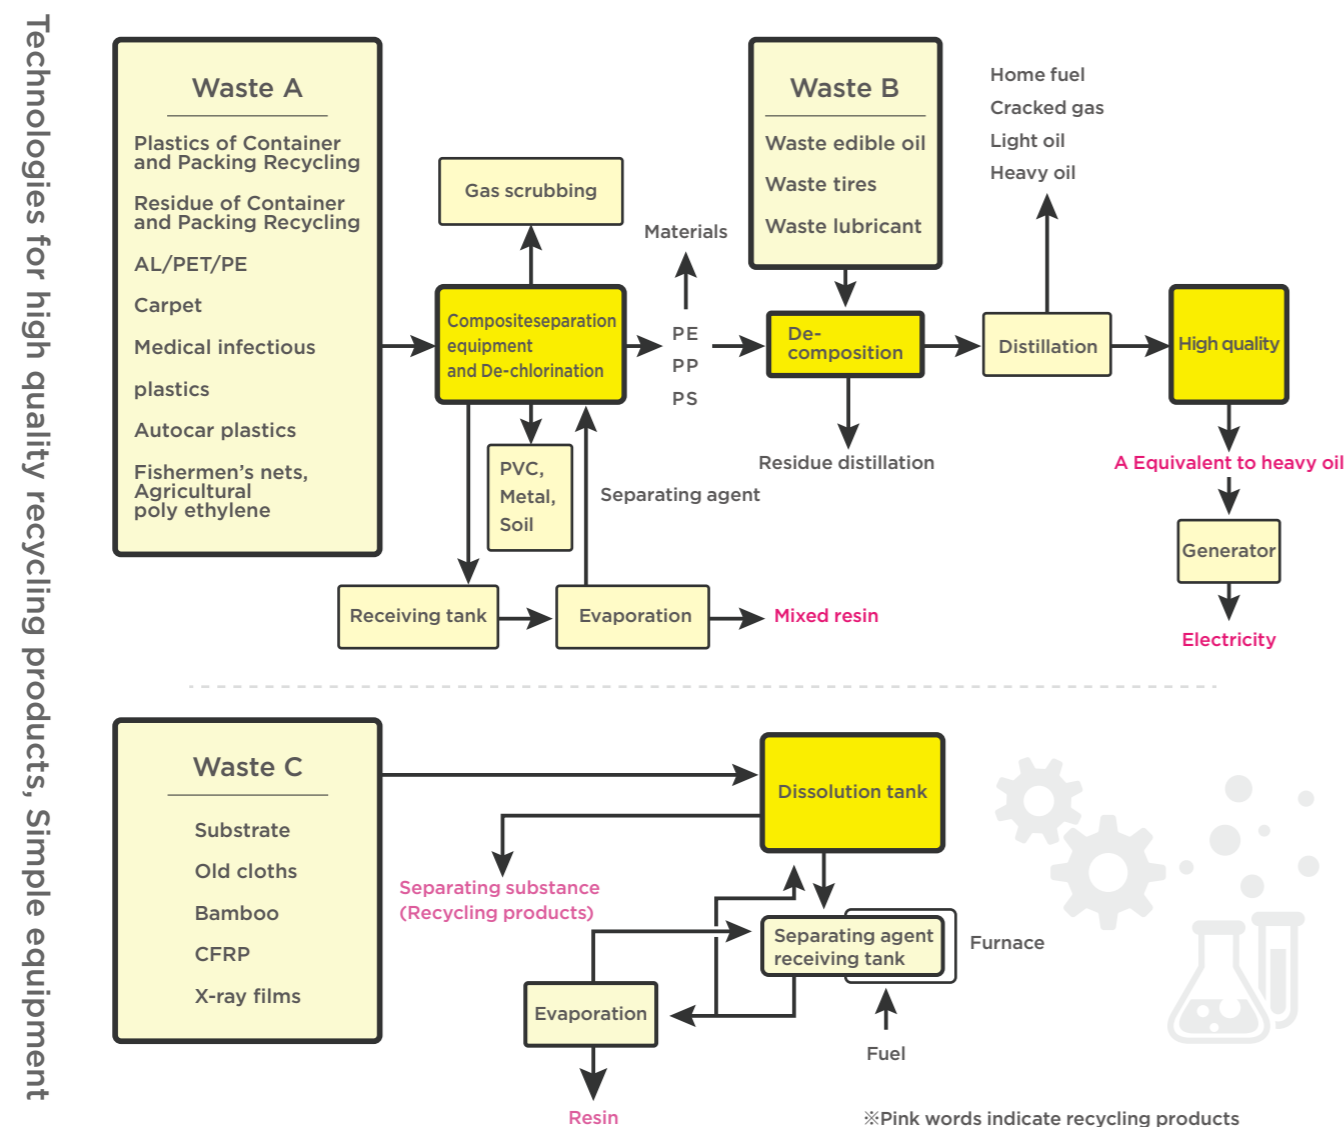 Technologies for high quality recycling products, Simple equipment
Waste A
Plastics of Container
and Packing Recycling
Residue of Container
and Packing Recycling
AL/PET/PE
Carpet
Medical infectious
plastics
Autocar plastics
Fishermen's nets,
Agricultural
poly ethylene
Gas scrubbing
Compositeseparation
equipment
and De-chlorination
PVC,
Metal,
Soil
Separating agent
Receiving tank
Evaporation
Mixed resin
Materials
PE
PP
PS
Waste B
Waste edible oil
Waste tires
Waste lubricant
De-
composition
Residue distillation
Home fuel
Cracked gas
Light oil
Heavy oil
Distillation
High quality
A Equivalent to heavy oil
Generator
Electricity
Waste C
Substrate
Old cloths
Bamboo
CFRP
X-ray films
Dissolution tank
Separating substance
(Recycling products)
Separating agent
receiving tank
Furnace
Evaporation
Fuel
Resin
※Pink words indicate recycling products